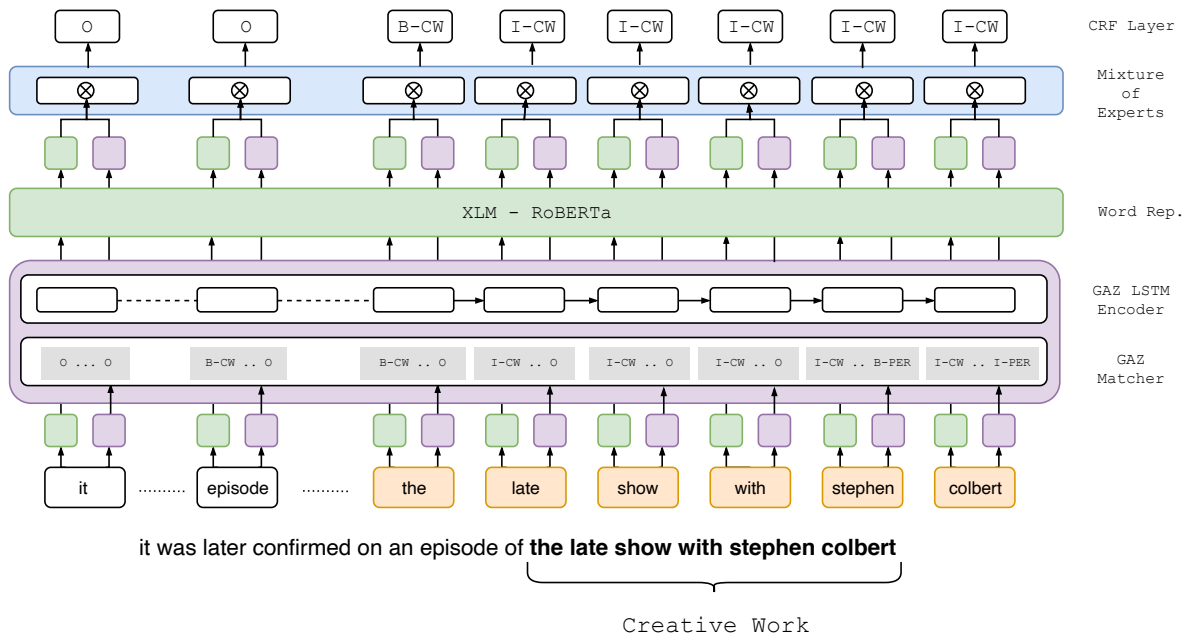 O O B-CW I-CW I-CW I-CW I-CW I-CW CRF Layer
Mixture
of
Experts
XLM - RoBERTa Word Rep.
GAZ LSTM
Encoder
O ... O B-CW .. O B-CW .. O I-CW .. O I-CW .. O I-CW .. O I-CW .. B-PER I-CW .. I-PER GAZ
Matcher
it .......... episode .......... the late show with stephen colbert
it was later confirmed on an episode of the late show with stephen colbert
Creative Work